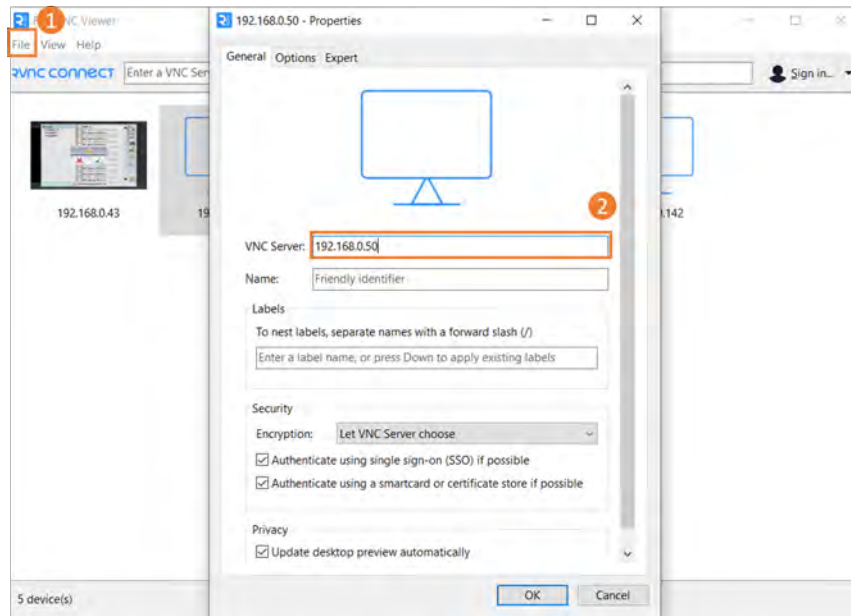 1
VNC Viewer
192.168.0.50 - Properties
File View Help
General Options Expert
RVNC CONNECT
Enter a VNC Ser
Sign in...
192.168.0.43
19
.142
2
VNC Server: 192.168.0.50
Name: Friendly identifier
Labels
To nest labels, separate names with a forward slash (/)
Enter a label name, or press Down to apply existing labels
Security
Encryption: Let VNC Server choose
Authenticate using single sign-on (SSO) if possible
Authenticate using a smartcard or certificate store if possible
Privacy
Update desktop preview automatically
5 device(s)
OK Cancel